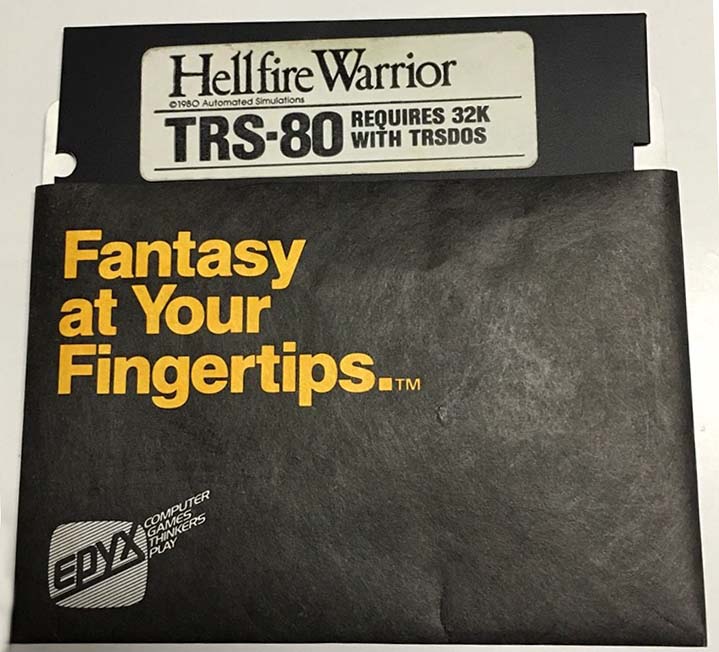 Hellfire Warrior
©1980 Automated Simulations
TRS-80 REQUIRES 32K
WITH TRSDOS
Fantasy
at Your
Fingertips.TM
EPYX
COMPUTER
GAMES
THINKERS
PLAY